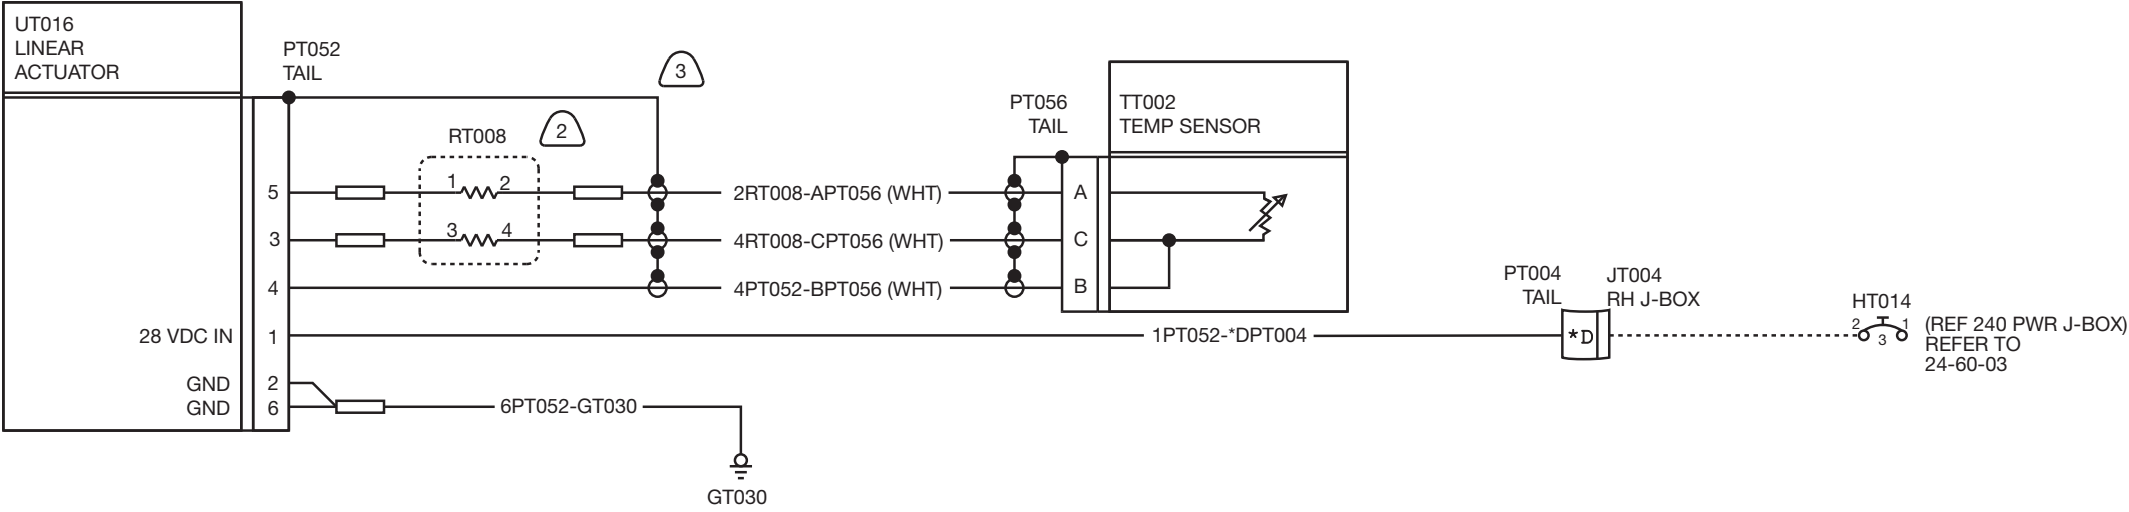 UT016
LINEAR
ACTUATOR
PT052
TAIL
3
RT008
2
PT056
TAIL
TT002
TEMP SENSOR
5
1 2
2RT008-APT056 (WHT)
A
3
3 4
4RT008-CPT056 (WHT)
C
4
4PT052-BPT056 (WHT)
B
PT004
TAIL
JT004
RH J-BOX
HT014
28 VDC IN
1
1PT052-*DPT004
*D
2 3 1
(REF 240 PWR J-BOX)
REFER TO
24-60-03
GND
2
GND
6
6PT052-GT030
GT030